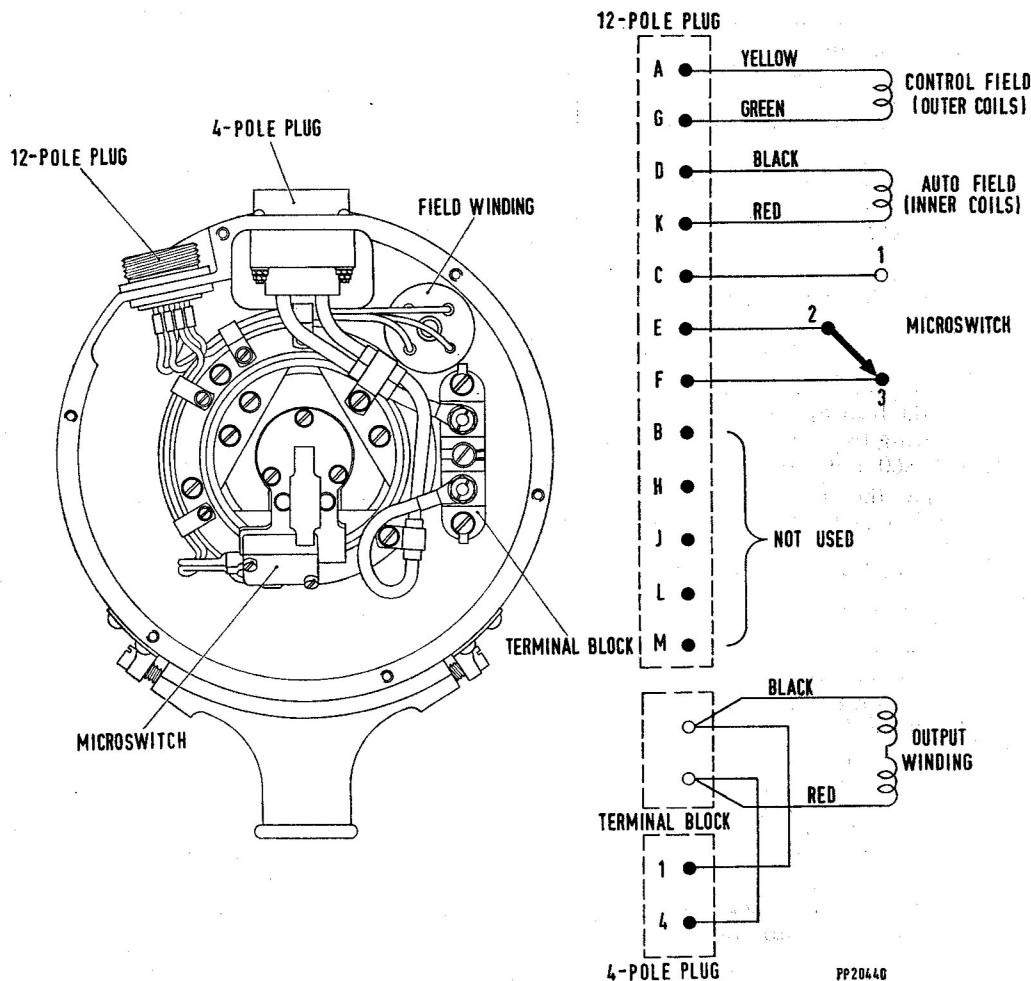 12-POLE PLUG
4-POLE PLUG
12-POLE PLUG
FIELD WINDING
TERMINAL BLOCK
MICROSWITCH
A
YELLOW
CONTROL FIELD
(OUTER COILS)
G
GREEN
D
BLACK
AUTO FIELD
(INNER COILS)
K
RED
C
1
E
2
MICROSWITCH
F
3
B
H
J
NOT USED
L
M
BLACK
OUTPUT
WINDING
RED
TERMINAL BLOCK
1
4
4-POLE PLUG
PP2044G